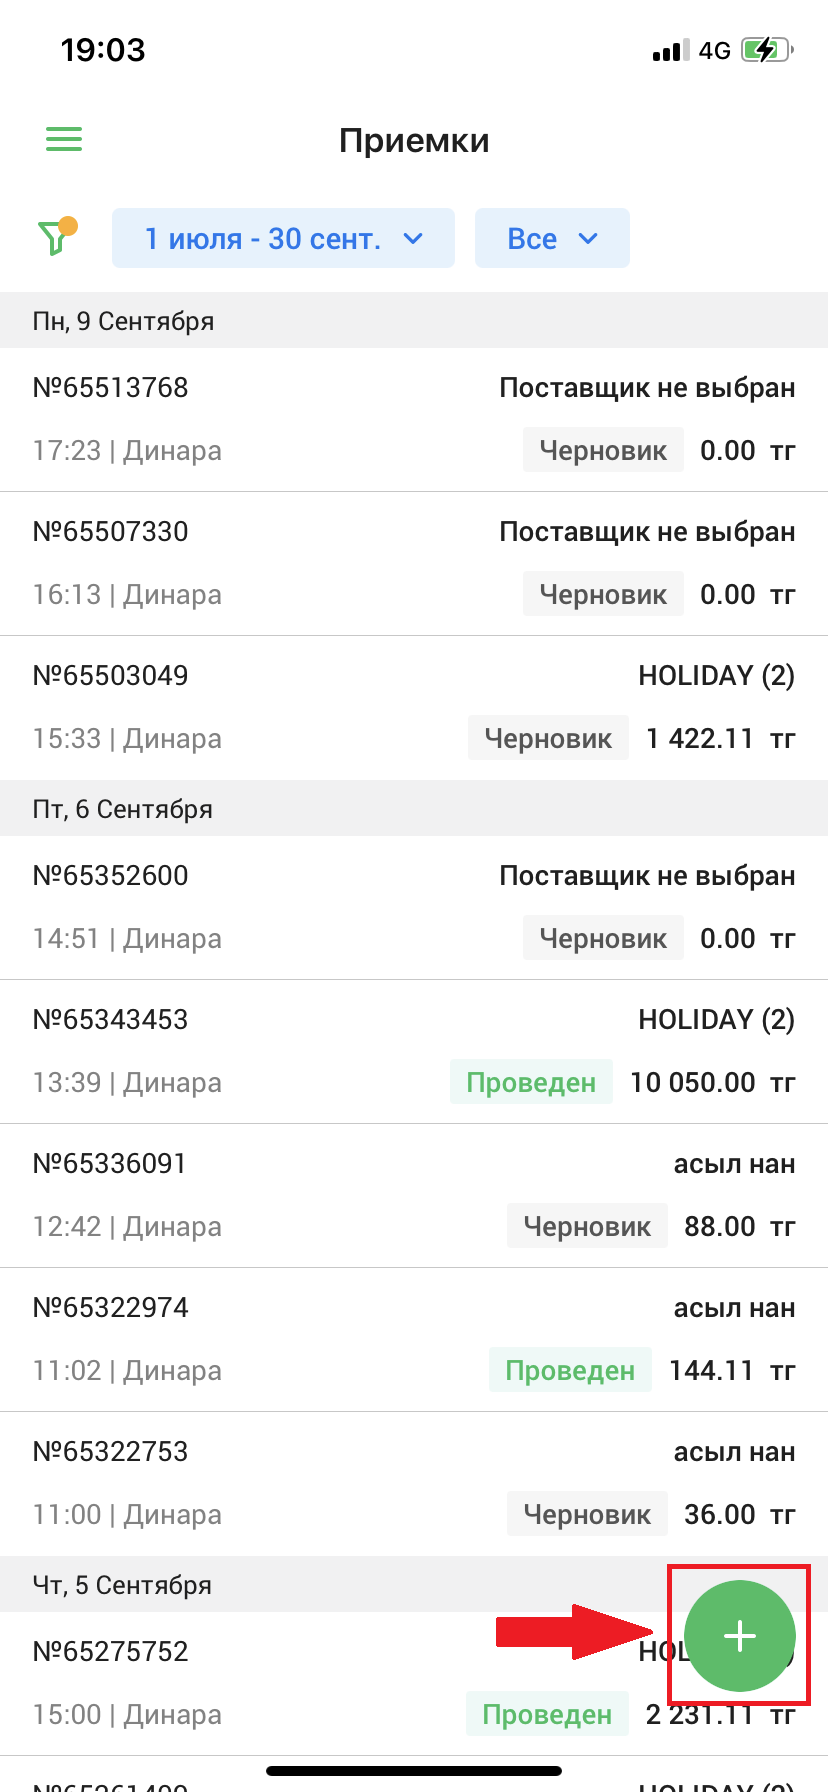 19:03
4G
Приемки
1 июля - 30 сент.
Все
Пн, 9 Сентября
№65513768 Поставщик не выбран
17:23 | Динара Черновик 0.00 тг
№65507330 Поставщик не выбран
16:13 | Динара Черновик 0.00 тг
№65503049 HOLIDAY (2)
15:33 | Динара Черновик 1 422.11 тг
Пт, 6 Сентября
№65352600 Поставщик не выбран
14:51 | Динара Черновик 0.00 тг
№65343453 HOLIDAY (2)
13:39 | Динара Проведен 10 050.00 тг
№65336091 асыл нан
12:42 | Динара Черновик 88.00 тг
№65322974 асыл нан
11:02 | Динара Проведен 144.11 тг
№65322753 асыл нан
11:00 | Динара Черновик 36.00 тг
Чт, 5 Сентября
№65275752
15:00 | Динара Проведен 2 231.11 тг